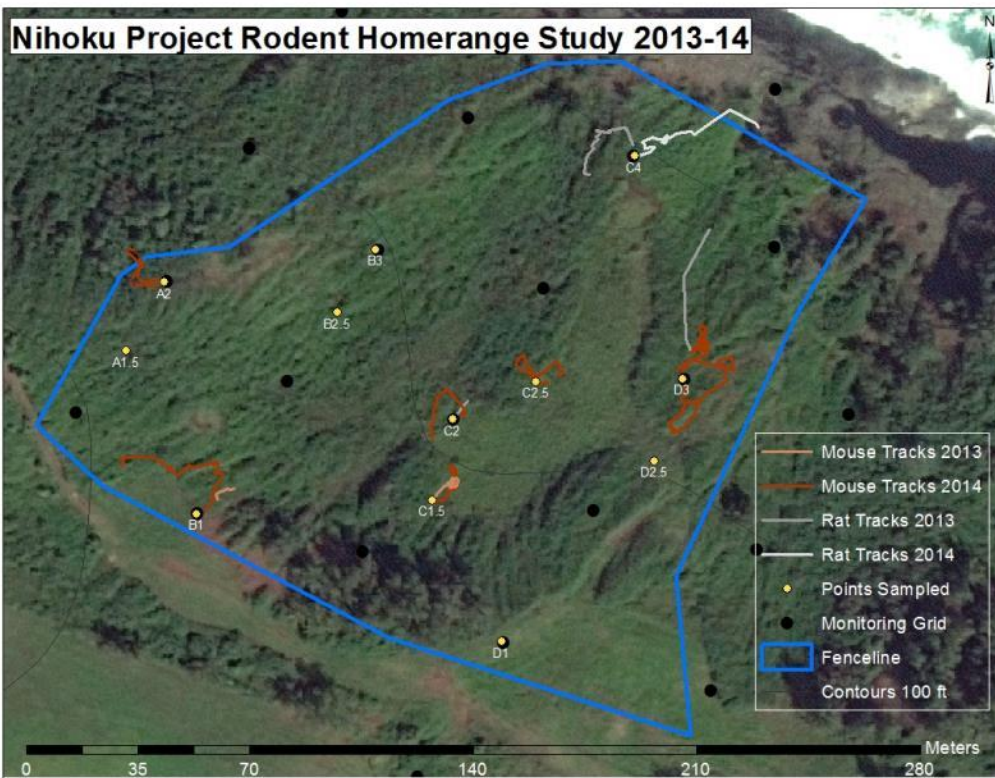 Nihoku Project Rodent Homerange Study 2013-14
N
C4
B3
A2
B2.5
A1.5
C2.5
D3
C2
D2.5
C1.5
B1
D1
Mouse Tracks 2013
Mouse Tracks 2014
Rat Tracks 2013
Rat Tracks 2014
Points Sampled
Monitoring Grid
Fenceline
Contours 100 ft
Meters
0 35 70 140 210 280